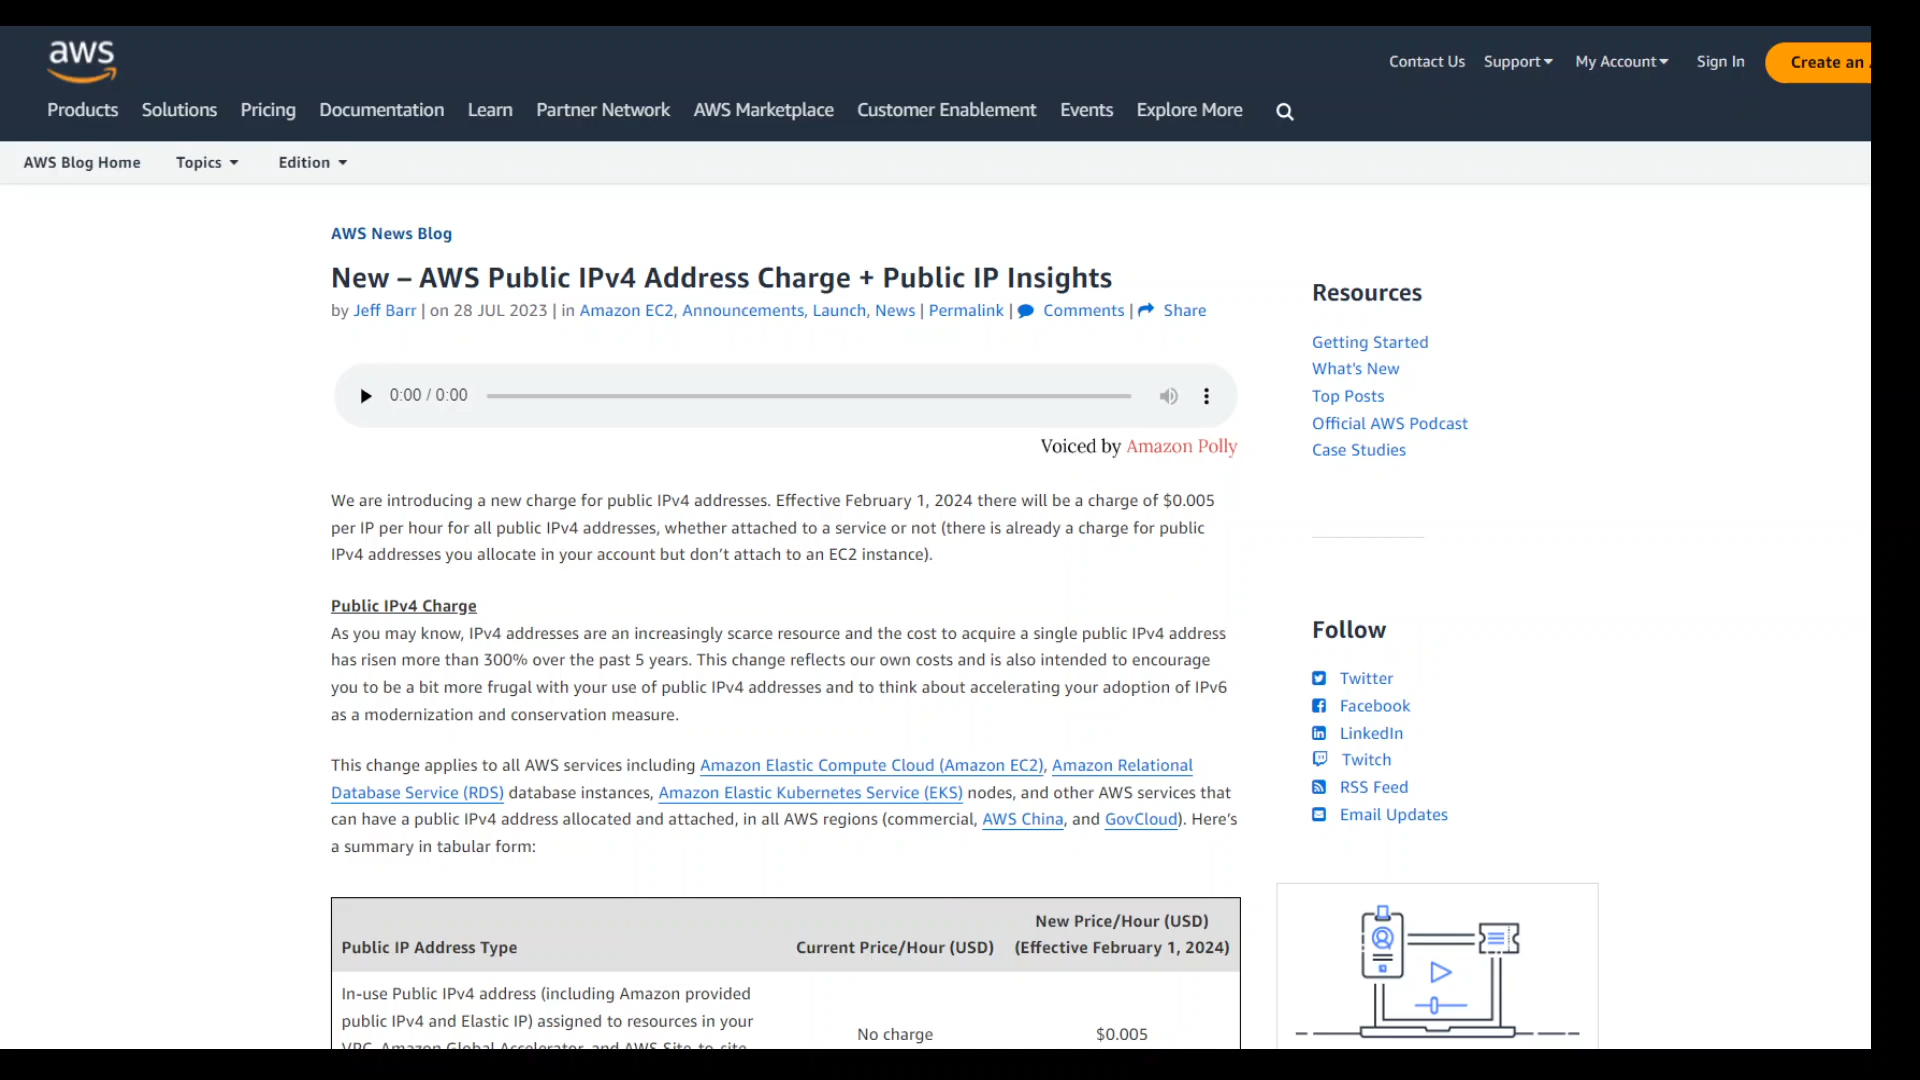 aws
Contact Us Support My Account Sign In Create an
Products Solutions Pricing Documentation Learn Partner Network AWS Marketplace Customer Enablement Events Explore More
AWS Blog Home Topics Edition
AWS News Blog
New – AWS Public IPv4 Address Charge + Public IP Insights
by Jeff Barr | on 28 JUL 2023 | in Amazon EC2, Announcements, Launch, News | Permalink | Comments | Share
0:00 / 0:00
Voiced by Amazon Polly
We are introducing a new charge for public IPv4 addresses. Effective February 1, 2024 there will be a charge of $0.005
per IP per hour for all public IPv4 addresses, whether attached to a service or not (there is already a charge for public
IPv4 addresses you allocate in your account but don’t attach to an EC2 instance).
Public IPv4 Charge
As you may know, IPv4 addresses are an increasingly scarce resource and the cost to acquire a single public IPv4 address
has risen more than 300% over the past 5 years. This change reflects our own costs and is also intended to encourage
you to be a bit more frugal with your use of public IPv4 addresses and to think about accelerating your adoption of IPv6
as a modernization and conservation measure.
This change applies to all AWS services including Amazon Elastic Compute Cloud (Amazon EC2), Amazon Relational
Database Service (RDS) database instances, Amazon Elastic Kubernetes Service (EKS) nodes, and other AWS services that
can have a public IPv4 address allocated and attached, in all AWS regions (commercial, AWS China, and GovCloud). Here’s
a summary in tabular form:
Public IP Address Type
Current Price/Hour (USD)
New Price/Hour (USD)
(Effective February 1, 2024)
In-use Public IPv4 address (including Amazon provided
public IPv4 and Elastic IP) assigned to resources in your
VPC, Amazon Global Accelerator, and AWS Site-to-site
No charge
$0.005
Resources
Getting Started
What's New
Top Posts
Official AWS Podcast
Case Studies
Follow
Twitter
Facebook
LinkedIn
Twitch
RSS Feed
Email Updates